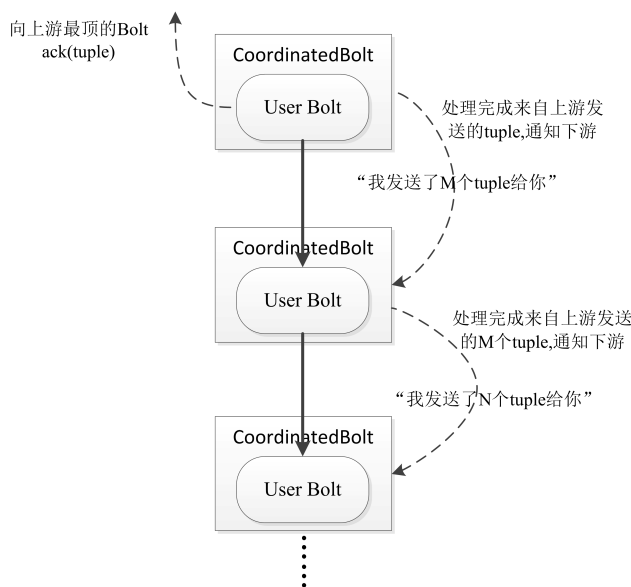 向上游最顶的Bolt
ack(tuple)
CoordinatedBolt
User Bolt
处理完成来自上游发
送的tuple,通知下游
“我发送了M个tuple给你”
CoordinatedBolt
User Bolt
处理完成来自上游发送
的M个tuple,通知下游
“我发送了N个tuple给你”
CoordinatedBolt
User Bolt